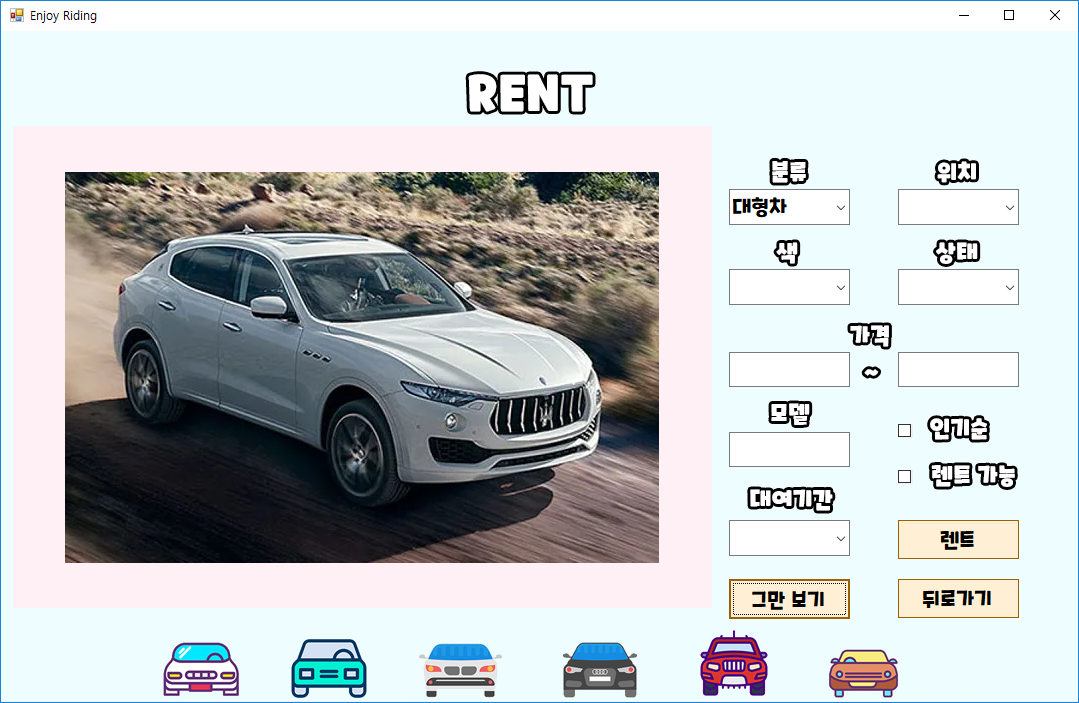 Enjoy Riding
RENT
분류
위치
대형차
색
상태
가격
~
모델
인기순
렌트 가능
대여기간
렌트
그만 보기
뒤로가기